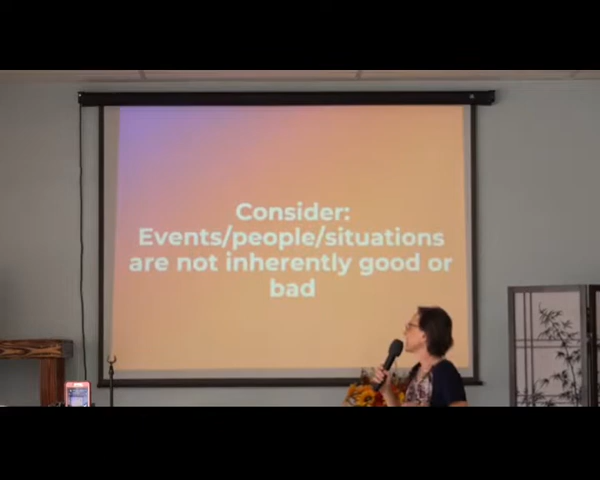 Consider:
Events/people/situations
are not inherently good or
bad